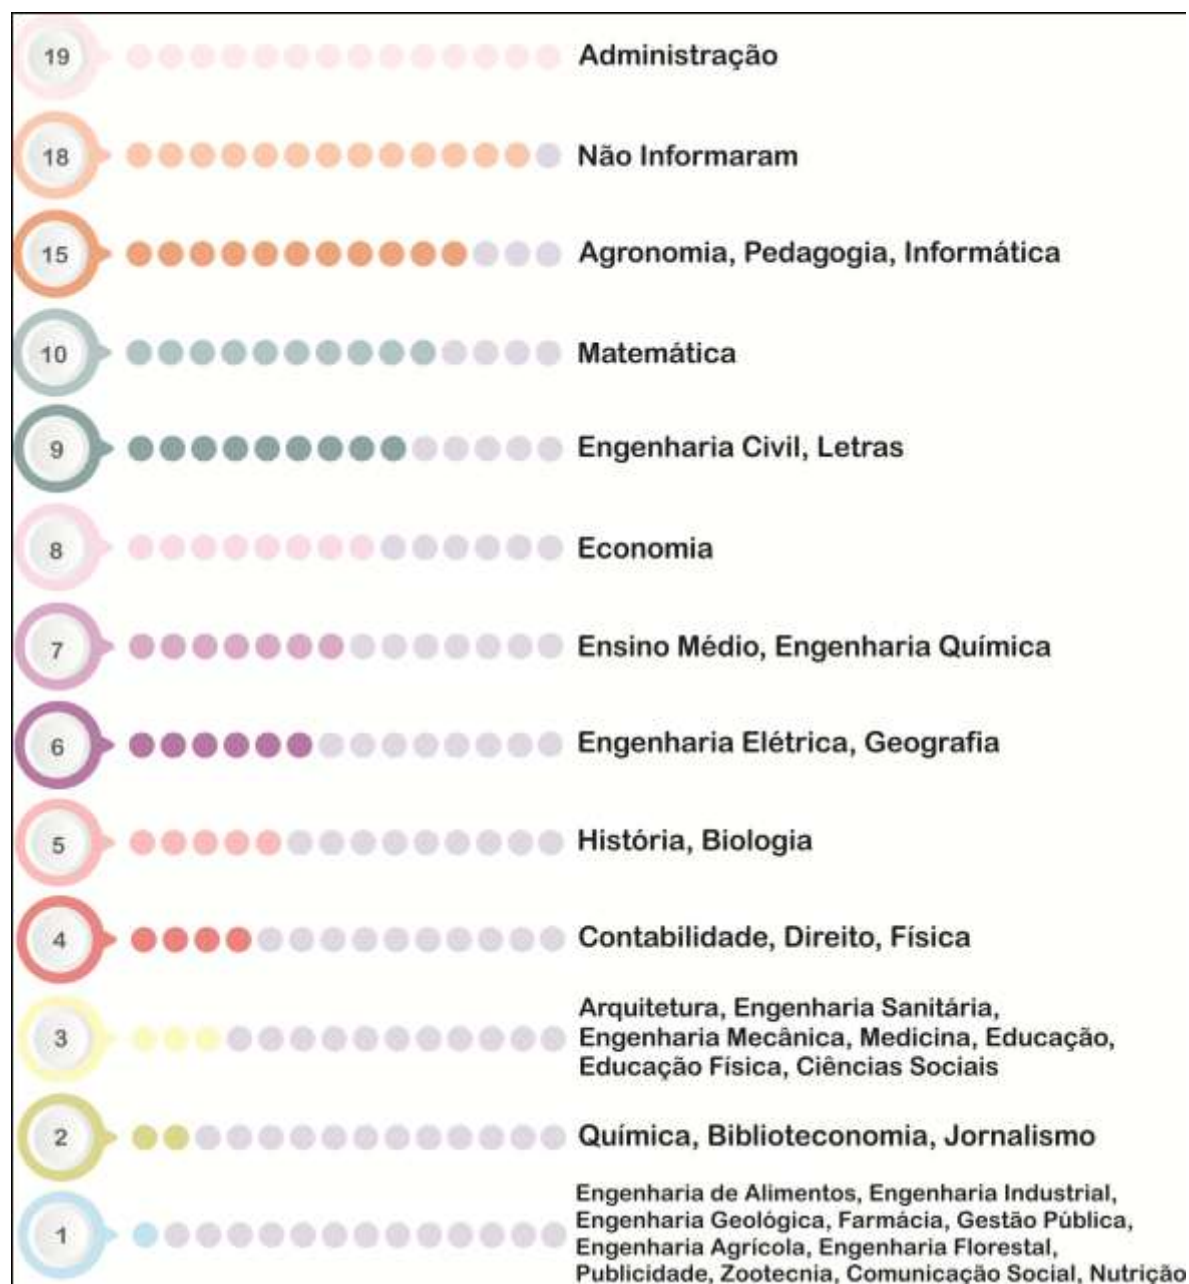 19 Administração
18 Não Informaram
15 Agronomia, Pedagogia, Informática
10 Matemática
9 Engenharia Civil, Letras
8 Economia
7 Ensino Médio, Engenharia Química
6 Engenharia Elétrica, Geografia
5 História, Biologia
4 Contabilidade, Direito, Física
3 Arquitetura, Engenharia Sanitária,
Engenharia Mecânica, Medicina, Educação,
Educação Física, Ciências Sociais
2 Química, Biblioteconomia, Jornalismo
1 Engenharia de Alimentos, Engenharia Industrial,
Engenharia Geológica, Farmácia, Gestão Pública,
Engenharia Agrícola, Engenharia Florestal,
Publicidade, Zootecnia, Comunicação Social, Nutrição